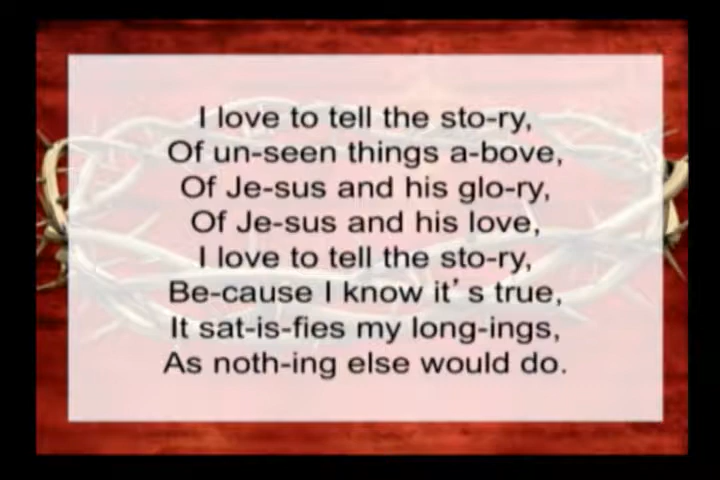 I love to tell the sto-ry,
Of un-seen things a-bove,
Of Je-sus and his glo-ry,
Of Je-sus and his love,
I love to tell the sto-ry,
Be-cause I know it's true,
It sat-is-fies my long-ings,
As noth-ing else would do.